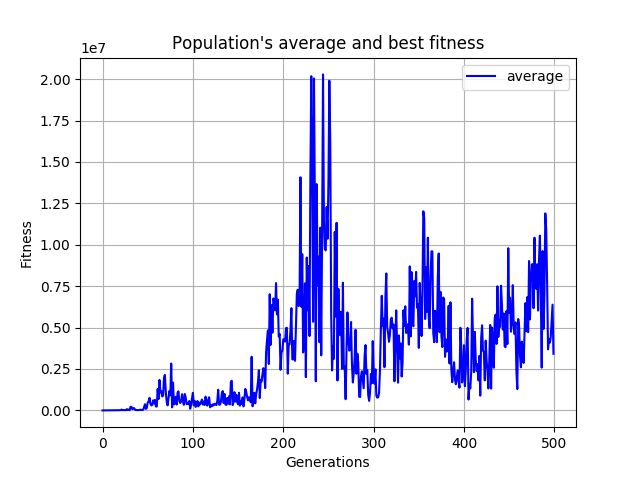 Population's average and best fitness
1e7
average
2.00
1.75
1.50
1.25
1.00
0.75
0.50
0.25
0.00
Fitness
0 100 200 300 400 500
Generations